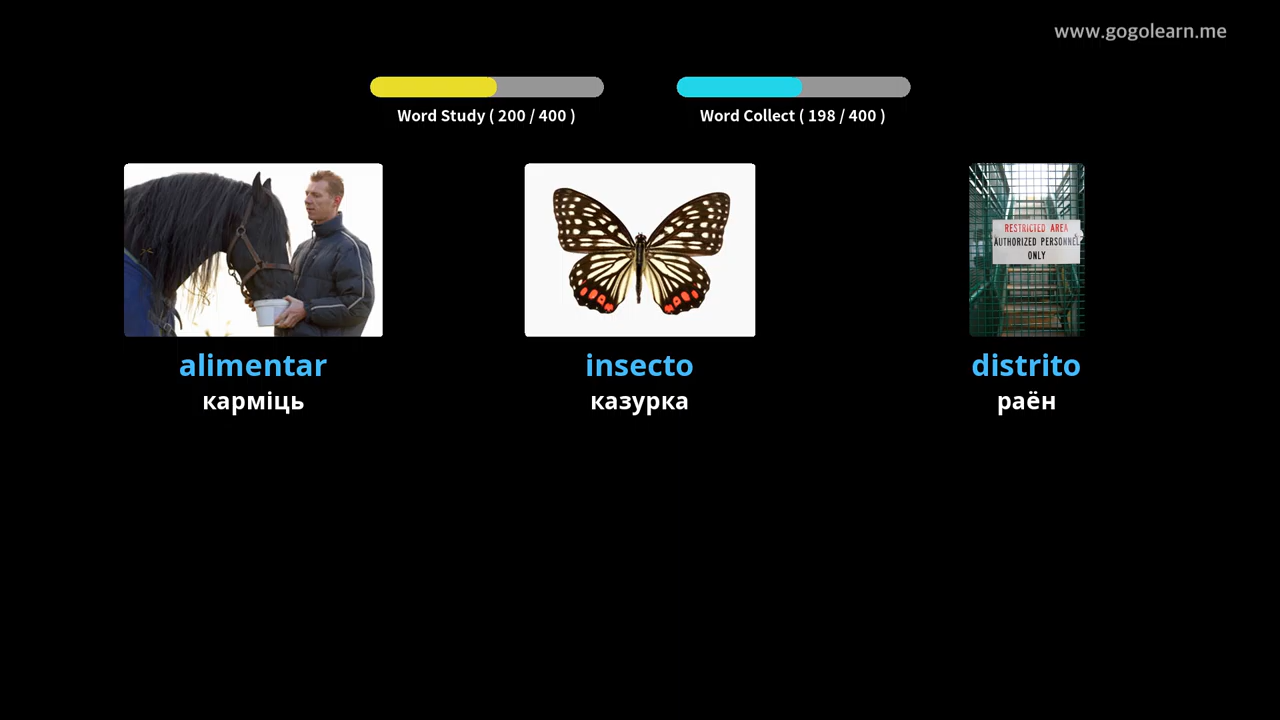 www.gogolearn.me
Word Study ( 200 / 400 )
Word Collect ( 198 / 400 )
RESTRICTED AREA
AUTHORIZED PERSONNEL
ONLY
alimentar
insecto
distrito
карміць
казурка
раён